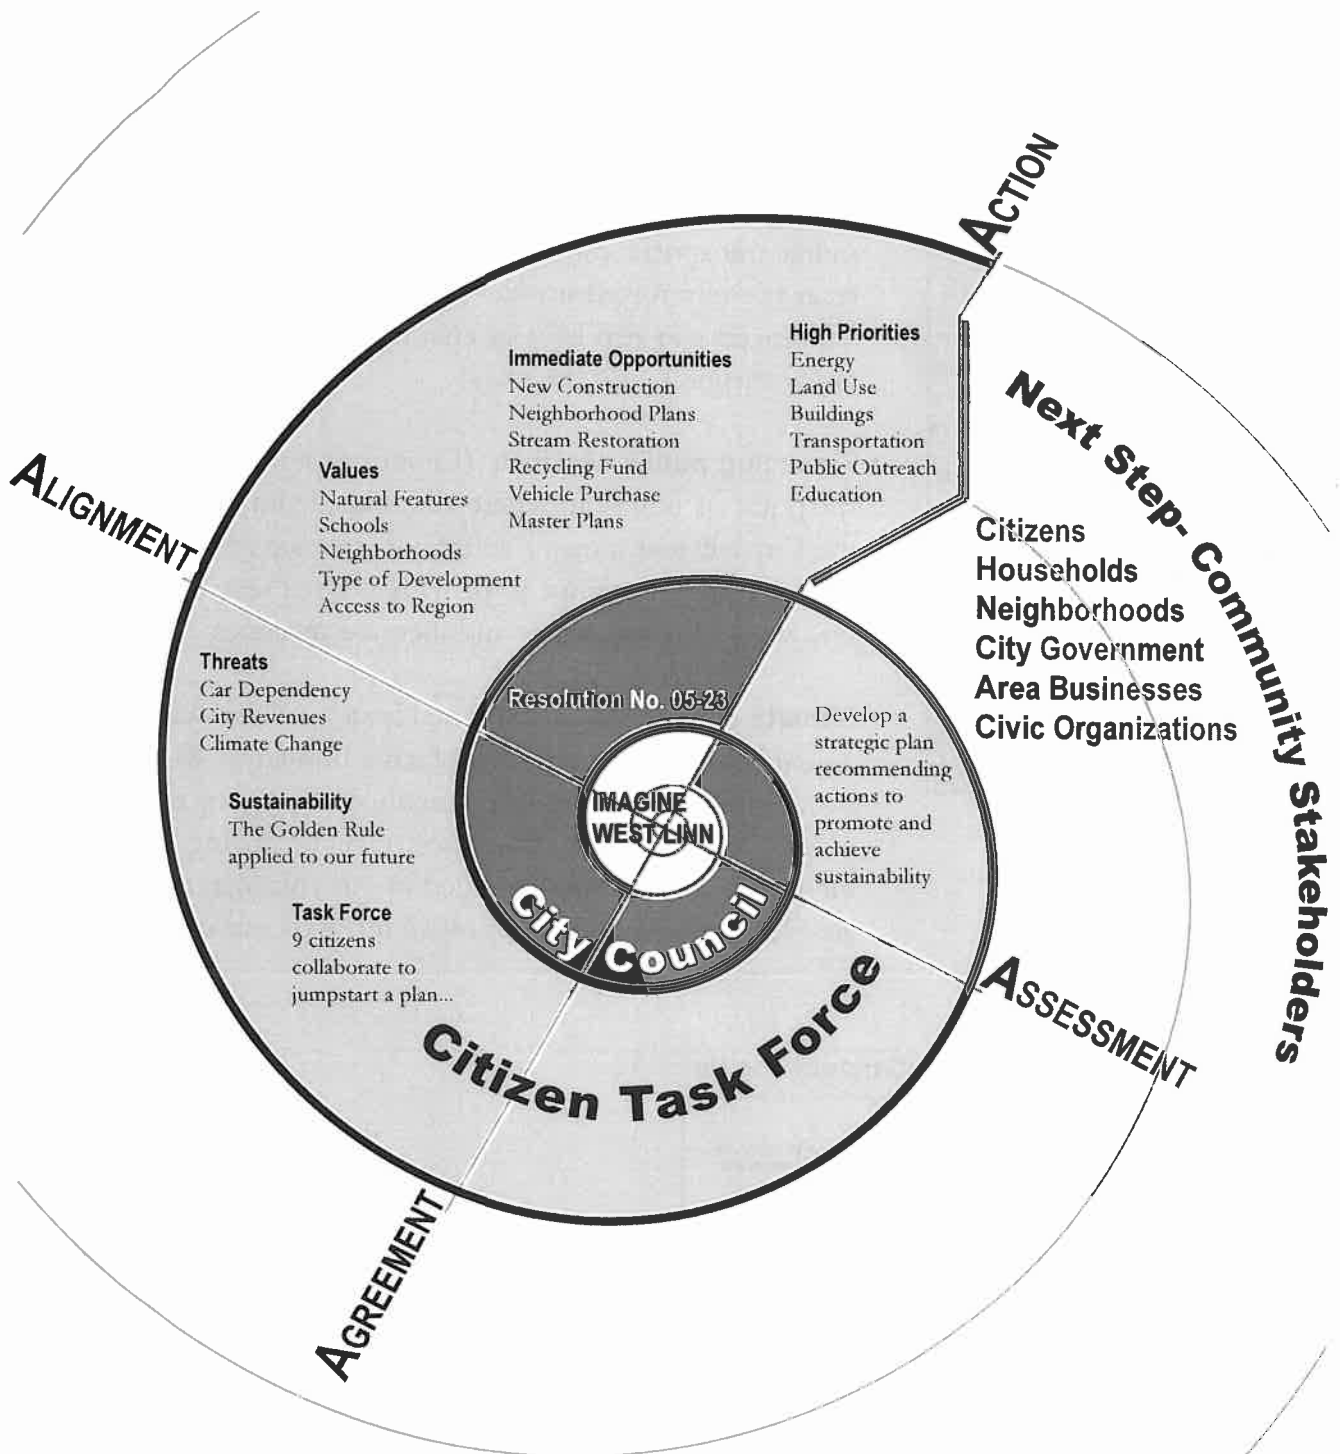 ACTION
High Priorities
Energy
Land Use
Buildings
Transportation
Public Outreach
Education
Immediate Opportunities
New Construction
Neighborhood Plans
Stream Restoration
Recycling Fund
Vehicle Purchase
Master Plans
Values
Natural Features
Schools
Neighborhoods
Type of Development
Access to Region
ALIGNMENT
Threats
Car Dependency
City Revenues
Climate Change
Sustainability
The Golden Rule
applied to our future
Task Force
9 citizens
collaborate to
jumpstart a plan...
Resolution No. 05-23
IMAGINE
WEST LINN
City Council
Citizen Task Force
Develop a
strategic plan
recommending
actions to
promote and
achieve
sustainability
Next Step- Community Stakeholders
Citizens
Households
Neighborhoods
City Government
Area Businesses
Civic Organizations
ASSESSMENT
AGREEMENT